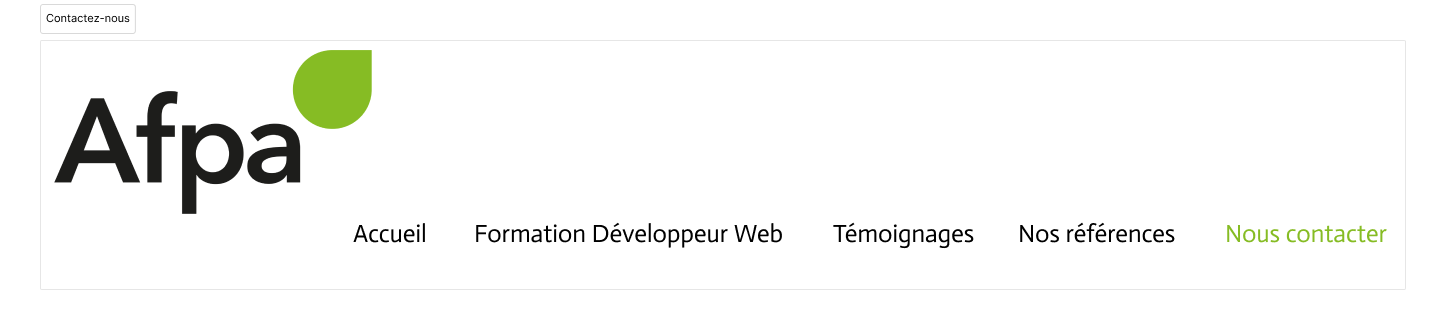 Contactez-nous
Afpa
Accueil Formation Développeur Web Témoignages Nos références Nous contacter